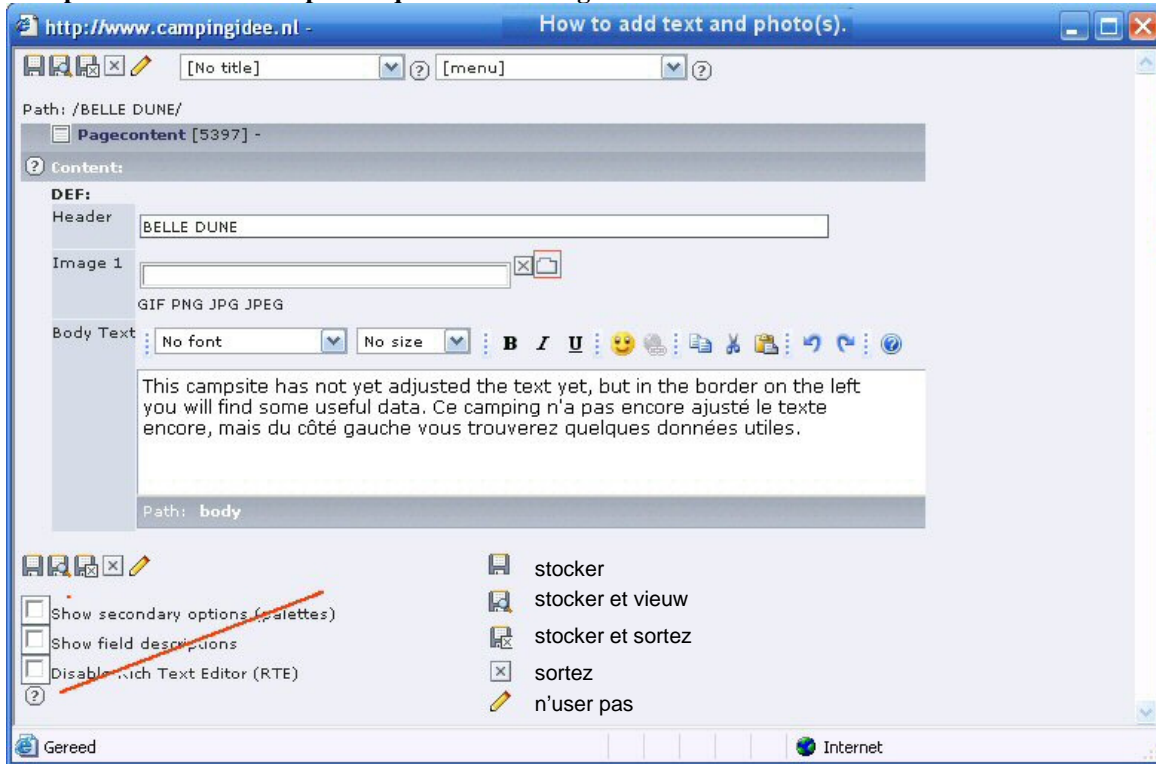 http://www.campingidee.nl - How to add text and photo(s).
[No title] [menu]
Path: /BELLE DUNE/
Pagecontent [5397] -
Content:
DEF:
Header BELLE DUNE
Image 1
GIF PNG JPG JPEG
Body Text No font No size B I U
This campsite has not yet adjusted the text yet, but in the border on the left
you will find some useful data. Ce camping n'a pas encore ajusté le texte
encore, mais du côté gauche vous trouverez quelques données utiles.
Path: body
stocker
Show secondary options (palettes) stocker et vieuw
Show field descriptions stocker et sortez
Disable Rich Text Editor (RTE) sortez
n'user pas
Gereed Internet